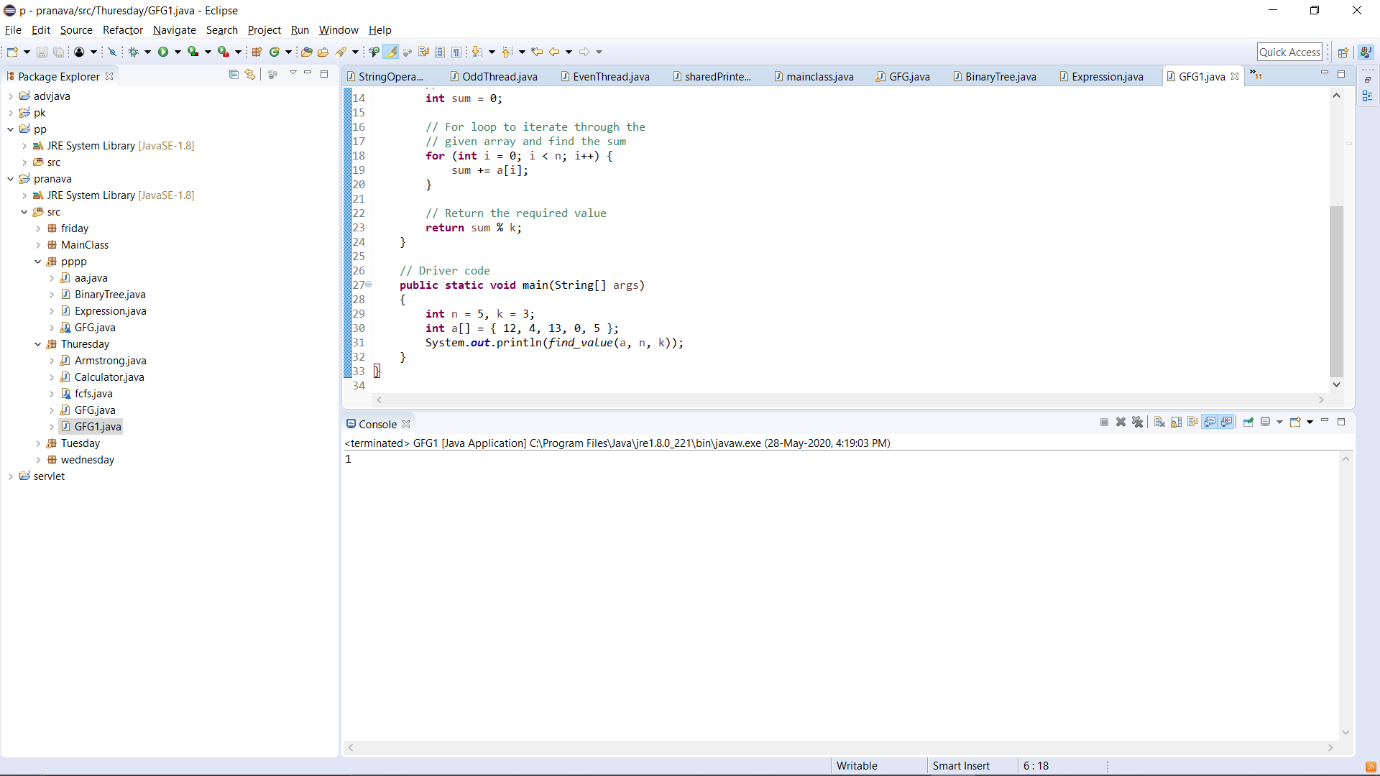 p - pranava/src/Thuresday/GFG1.java - Eclipse
File Edit Source Refactor Navigate Search Project Run Window Help
Quick Access
Package Explorer
advjava
pk
pp
JRE System Library [JavaSE-1.8]
src
pranava
JRE System Library [JavaSE-1.8]
src
friday
MainClass
pppp
aa.java
BinaryTree.java
Expression.java
GFG.java
Thuresday
Armstrong.java
Calculator.java
fcfs.java
GFG.java
GFG1.java
Tuesday
wednesday
servlet
StringOpera... OddThread.java EvenThread.java sharedPrinte... mainclass.java GFG.java BinaryTree.java Expression.java GFG1.java »11
14 int sum = 0;
15
16 // For loop to iterate through the
17 // given array and find the sum
18 for (int i = 0; i < n; i++) {
19 sum += a[i];
20 }
21
22 // Return the required value
23 return sum % k;
24 }
25
26 // Driver code
27 public static void main(String[] args)
28 {
29 int n = 5, k = 3;
30 int a[] = { 12, 4, 13, 0, 5 };
31 System.out.println(find_value(a, n, k));
32 }
33 }
34
Console
<terminated> GFG1 [Java Application] C:\Program Files\Java\jre1.8.0_221\bin\javaw.exe (28-May-2020, 4:19:03 PM)
1
Writable Smart Insert 6 : 18